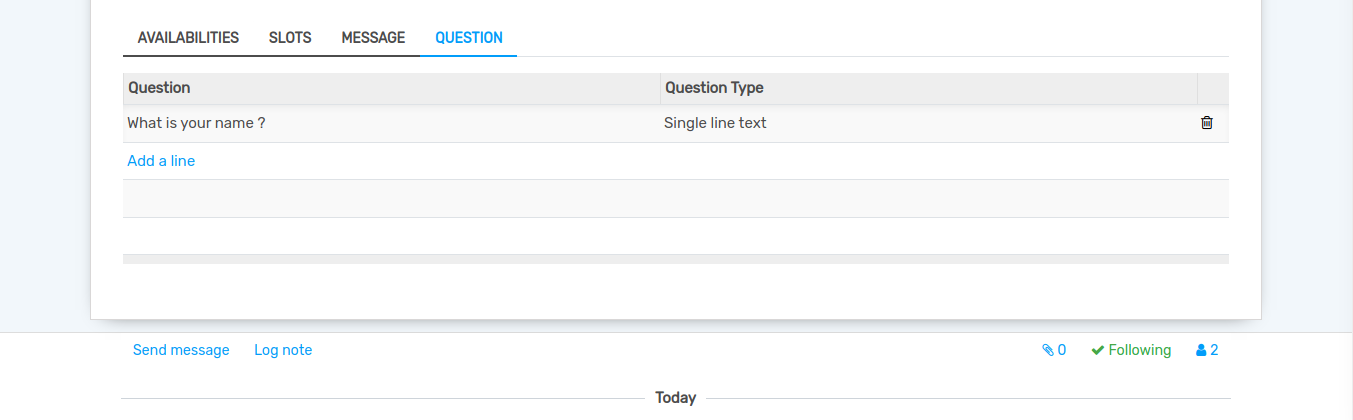 AVAILABILITIES SLOTS MESSAGE QUESTION
Question Question Type
What is your name ? Single line text
Add a line
Send message Log note 0 Following 2
Today